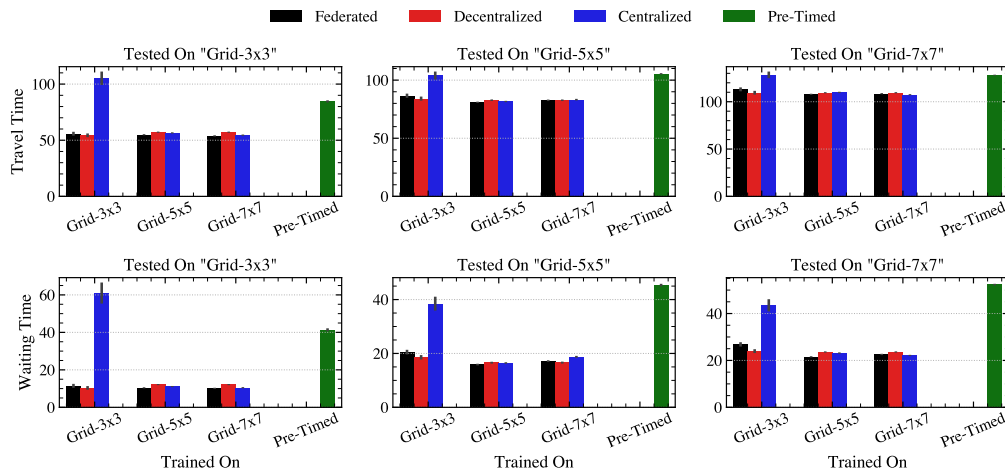 Federated Decentralized Centralized Pre-Timed
Tested On "Grid-3x3" Tested On "Grid-5x5" Tested On "Grid-7x7"
Travel Time
100
50
0
100
50
0
100
50
0
Grid-3x3 Grid-5x5 Grid-7x7 Pre-Timed
Grid-3x3 Grid-5x5 Grid-7x7 Pre-Timed
Grid-3x3 Grid-5x5 Grid-7x7 Pre-Timed
Tested On "Grid-3x3" Tested On "Grid-5x5" Tested On "Grid-7x7"
Waiting Time
60
40
20
0
40
20
0
40
20
0
Grid-3x3 Grid-5x5 Grid-7x7 Pre-Timed
Grid-3x3 Grid-5x5 Grid-7x7 Pre-Timed
Grid-3x3 Grid-5x5 Grid-7x7 Pre-Timed
Trained On Trained On Trained On